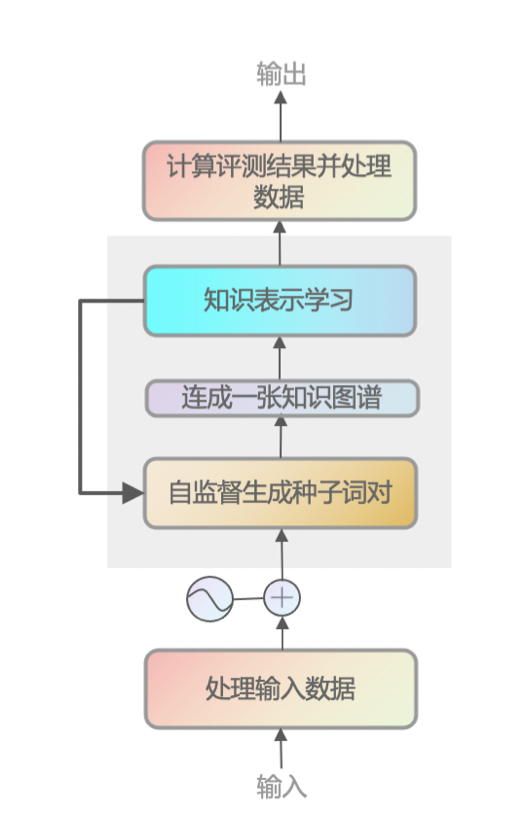 输出
计算评测结果并处理
数据
知识表示学习
连成一张知识图谱
自监督生成种子词对
处理输入数据
输入